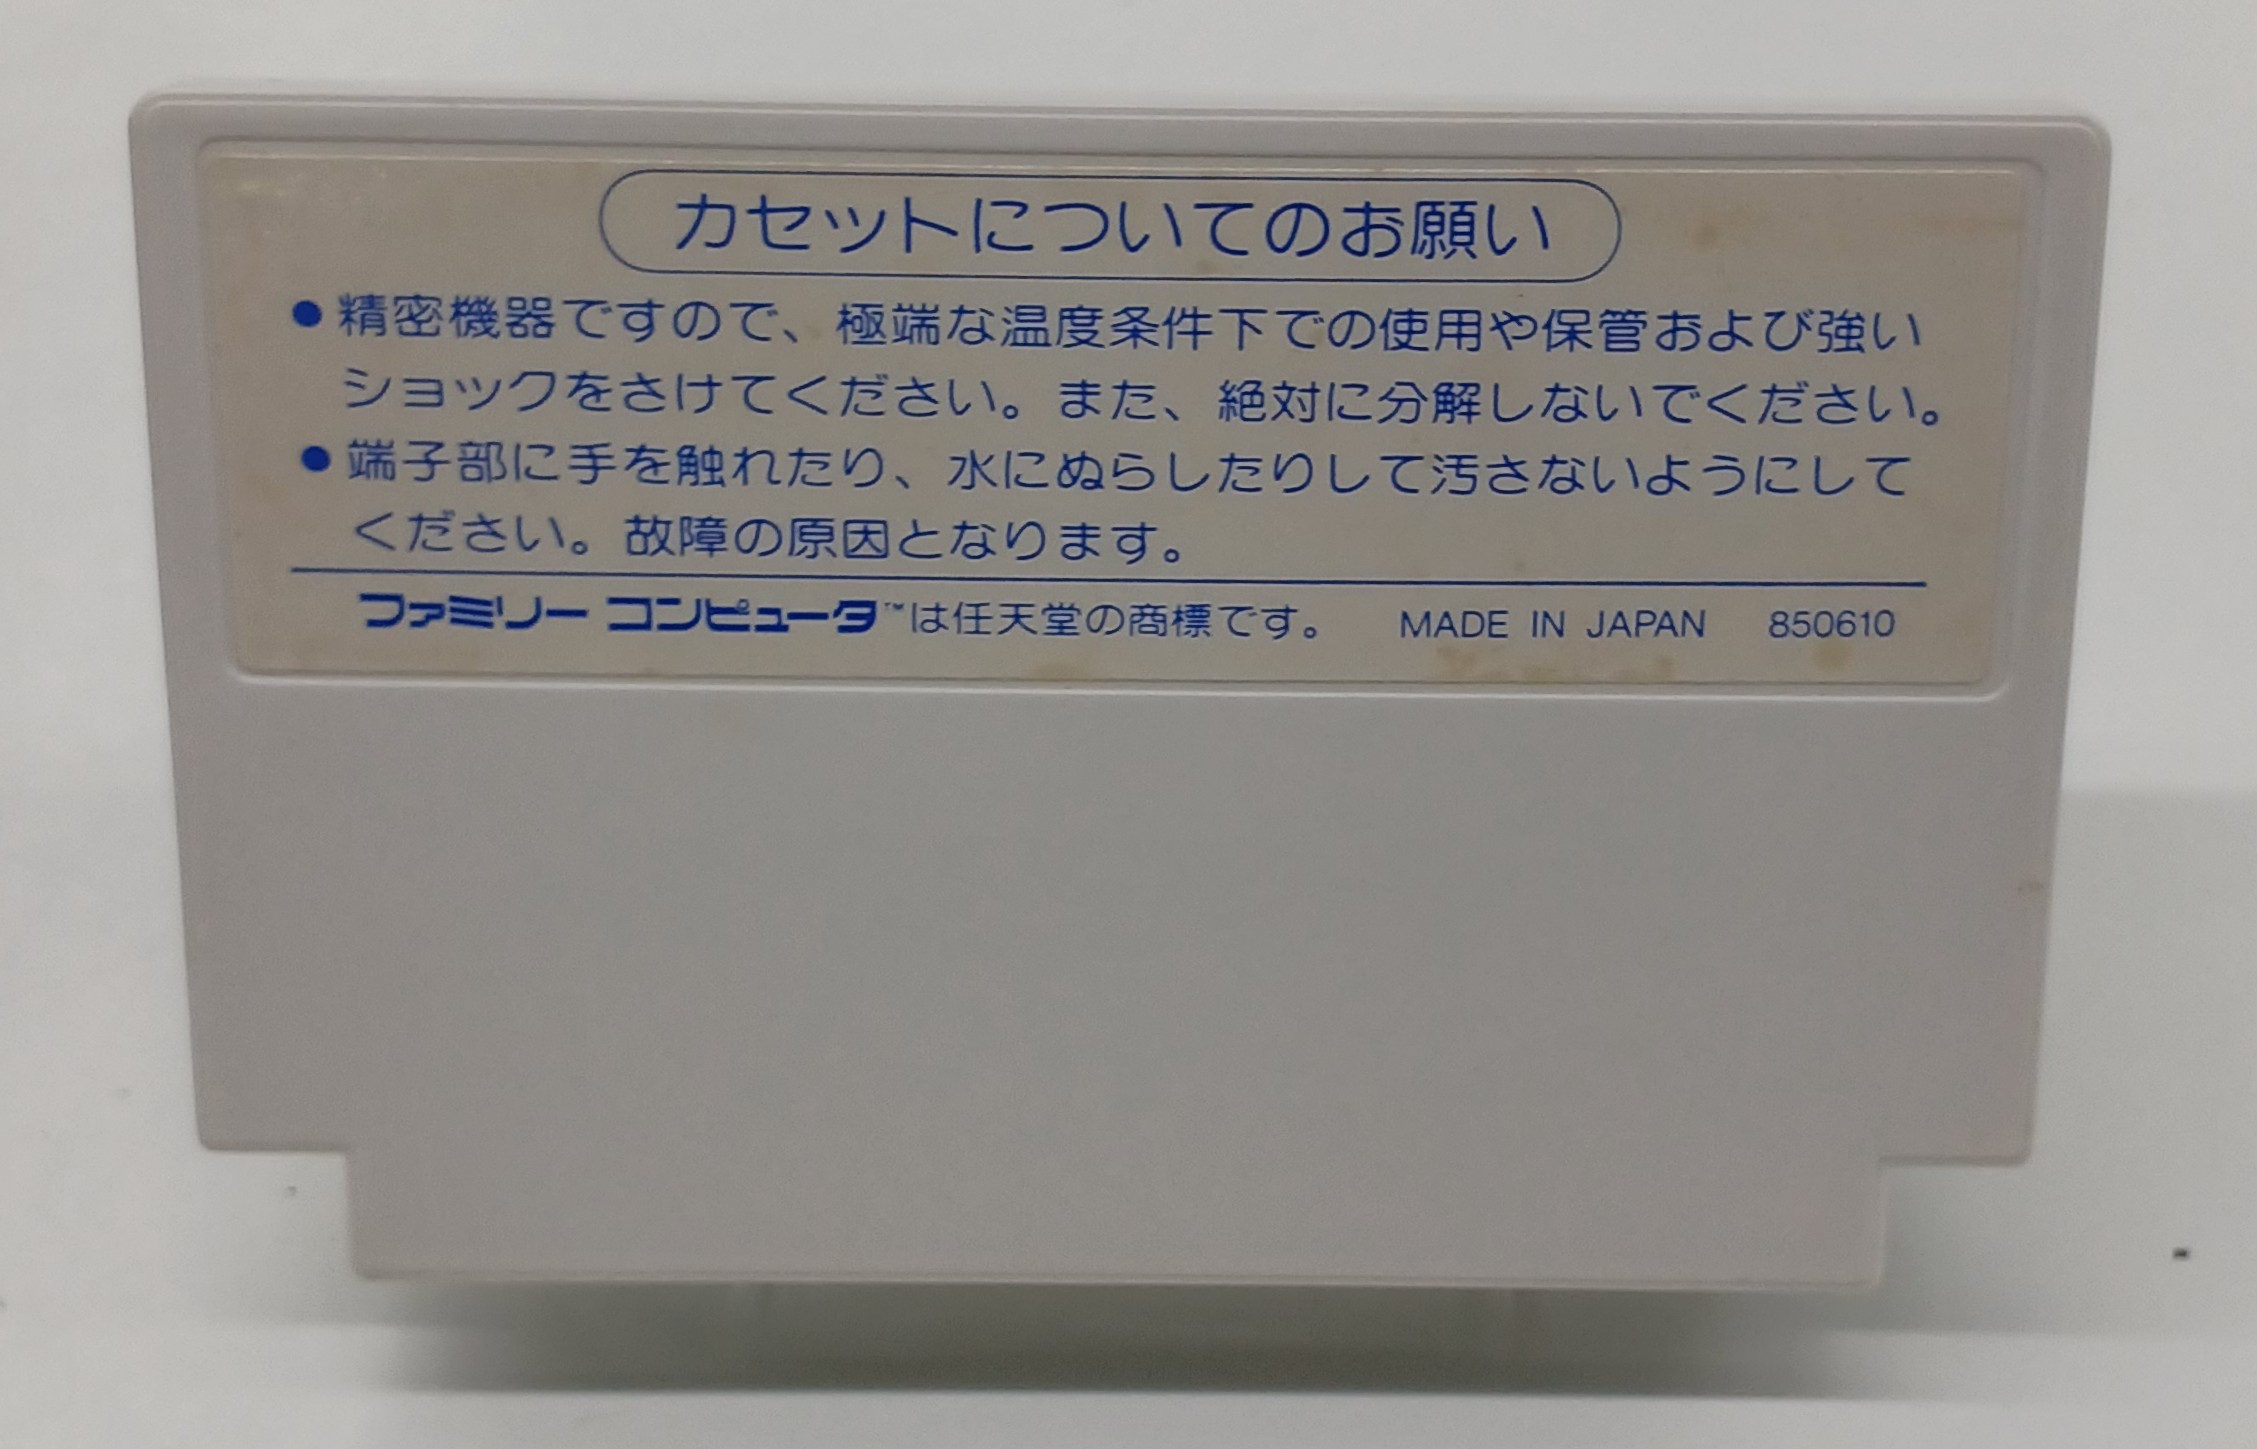 カセットについてのお願い
●精密機器ですので、極端な温度条件下での使用や保管および強い
ショックをさけてください。また、絶対に分解しないでください。
●端子部に手を触れたり、水にぬらしたりして汚さないようにして
ください。故障の原因となります。
ファミリー コンピュータ™は任天堂の商標です。 MADE IN JAPAN 850610